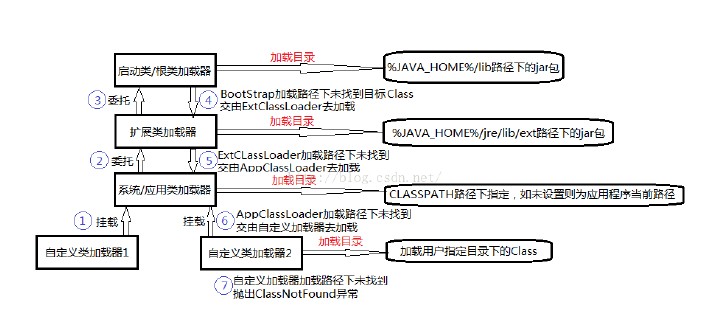 加载目录
启动类/根类加载器
%JAVA_HOME%/lib路径下的jar包
③ 委托
④ BootStrap加载路径下未找到目标Class
交由ExtClassLoader去加载
加载目录
扩展类加载器
%JAVA_HOME%/jre/lib/ext路径下的jar包
② 委托
⑤ ExtCLassLoader加载路径下未找到
交由AppClassLoader去加载
http://blog.csdn.net/
加载目录
系统/应用类加载器
CLASSPATH路径下指定，如未设置则为应用程序当前路径
① 挂载
挂载
⑥ AppClassLoader加载路径下未找到
交由自定义加载器去加载
加载目录
自定义类加载器1
自定义类加载器2
加载用户指定目录下的Class
⑦ 自定义加载器加载路径下未找到
抛出ClassNotFound异常